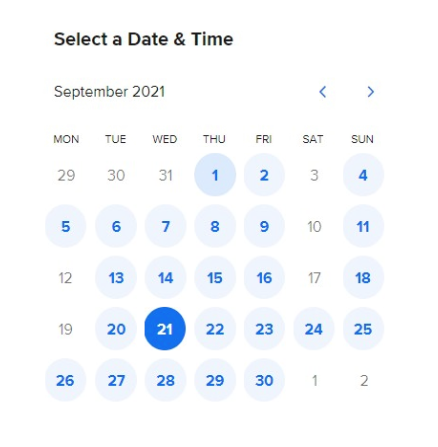 Select a Date & Time
September 2021
MON TUE WED THU FRI SAT SUN
29 30 31 1 2 3 4
5 6 7 8 9 10 11
12 13 14 15 16 17 18
19 20 21 22 23 24 25
26 27 28 29 30 1 2